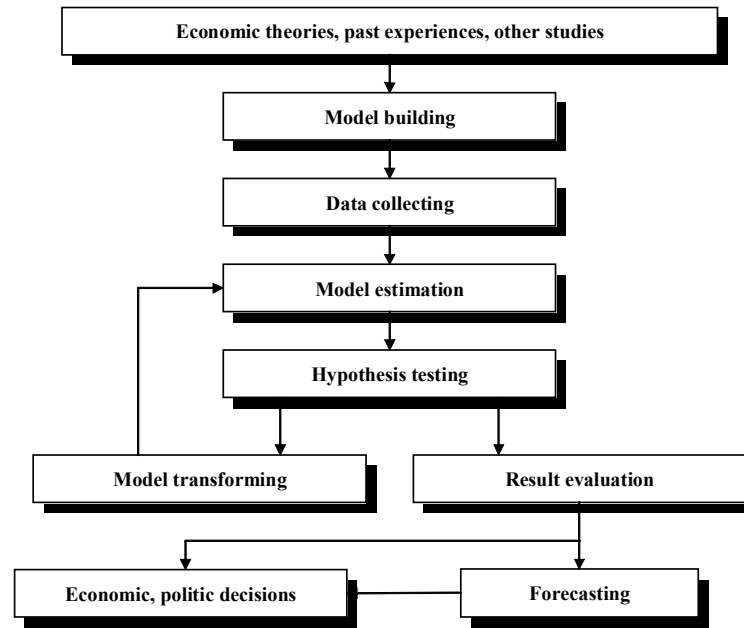 Economic theories, past experiences, other studies
Model building
Data collecting
Model estimation
Hypothesis testing
Model transforming
Result evaluation
Economic, politic decisions
Forecasting